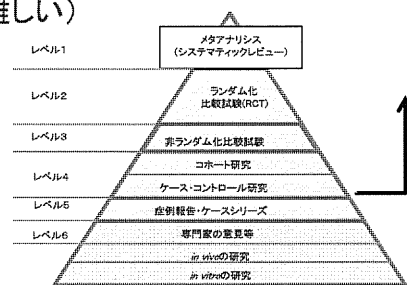 難しい)
レベル1
メタアナリシス
(システマティックレビュー)
レベル2
ランダム化
比較試験(RCT)
レベル3
非ランダム化比較試験
レベル4
コホート研究
ケース・コントロール研究
レベル5
症例報告・ケースシリーズ
レベル6
専門家の意見等
in vivoの研究
in vitroの研究